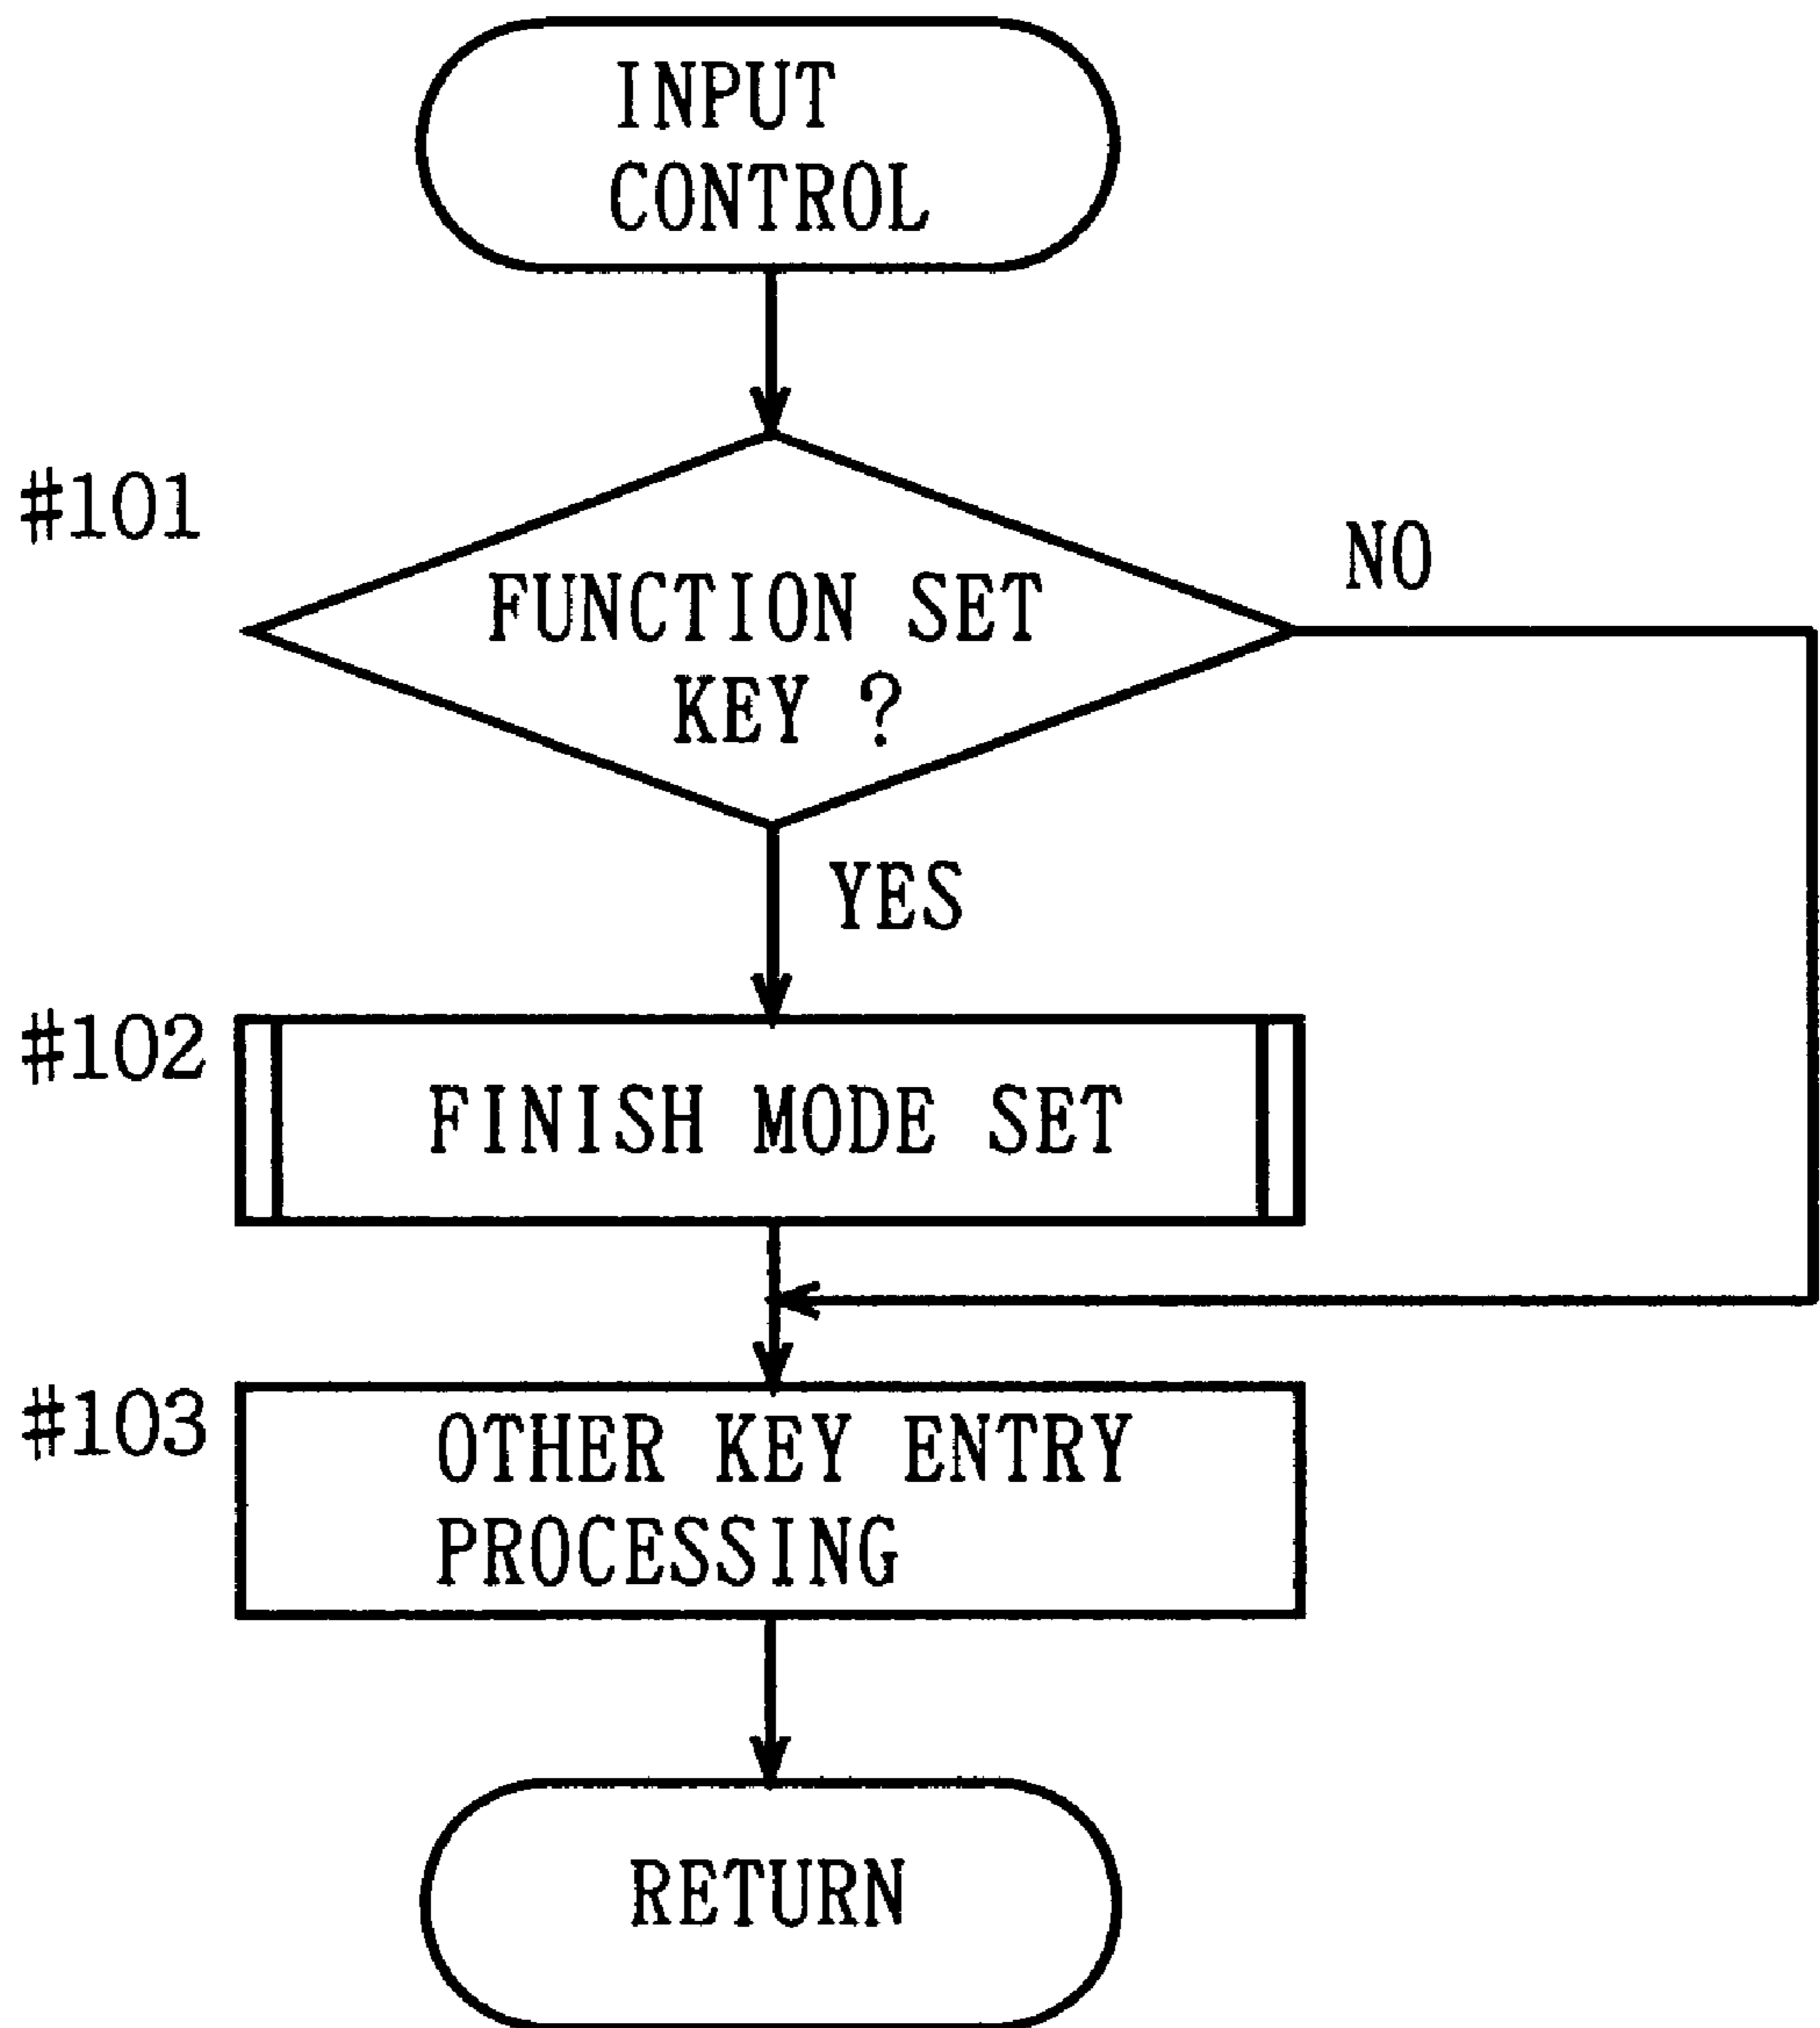 INPUT
CONTROL
#101
FUNCTION SET
KEY ?
NO
YES
#102
FINISH MODE SET
#103
OTHER KEY ENTRY
PROCESSING
RETURN